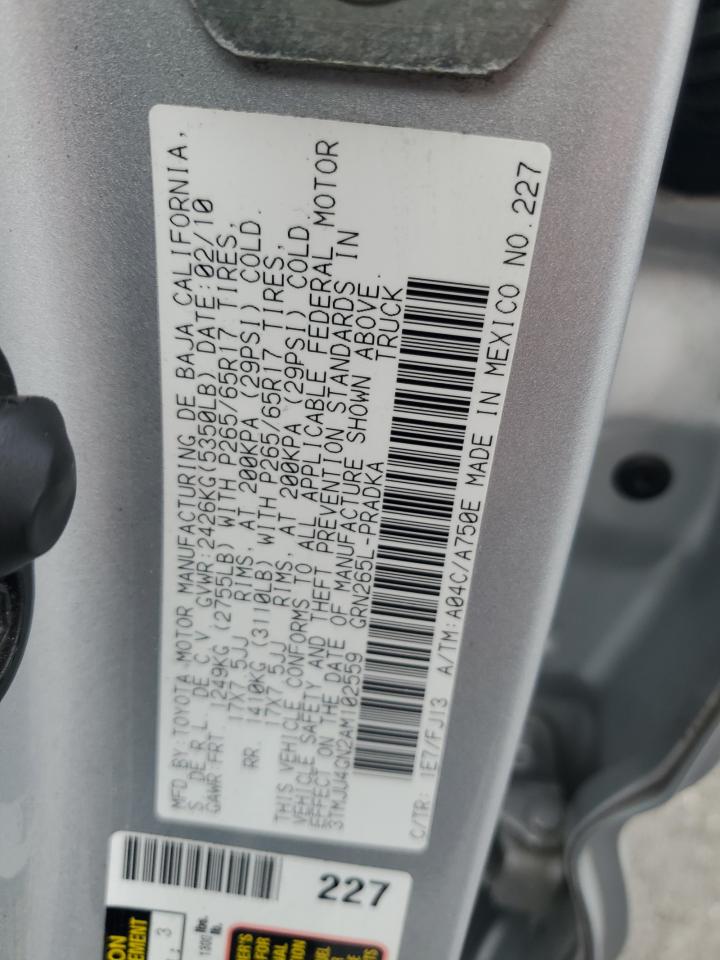 MFD.BY:TOYOTA MOTOR MANUFACTURING DE BAJA CALIFORNIA,
S DE R.L. DE C V GVWR:2426KG(5350LB) DATE:02/10
GAWR:FRT. 1249KG (2755LB) WITH P265/65R17 TIRES,
17X7.5JJ RIMS, AT 200KPA (29PSI) COLD.
RR. 1410KG (3110LB) WITH P265/65R17 TIRES,
17X7.5JJ RIMS, AT 200KPA (29PSI) COLD.
THIS VEHICLE CONFORMS TO ALL APPLICABLE FEDERAL MOTOR
VEHICLE SAFETY AND THEFT PREVENTION STANDARDS IN
EFFECT ON THE DATE OF MANUFACTURE SHOWN ABOVE.
3TMJU4GN2AM102559 GRN265L-PRADKA TRUCK
C/TR: 1E7/FJ13 A/TM:A04C/A750E MADE IN MEXICO NO.227
227